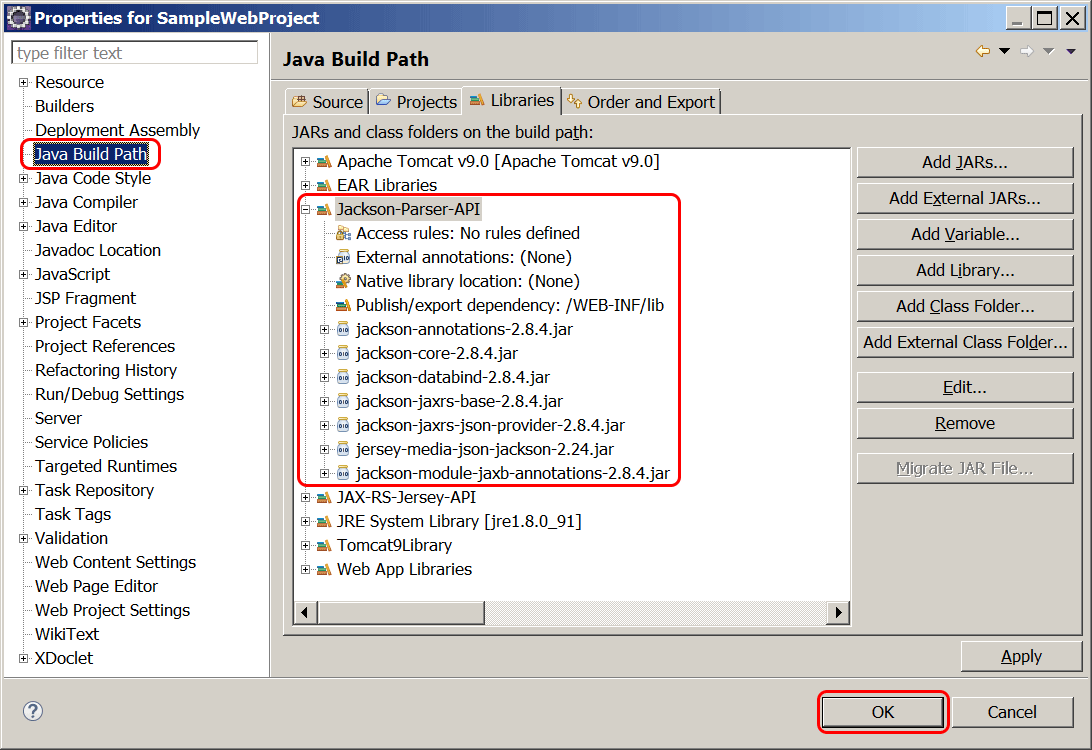 Properties for SampleWebProject
type filter text
Resource
Builders
Deployment Assembly
Java Build Path
Java Code Style
Java Compiler
Java Editor
Javadoc Location
JavaScript
JSP Fragment
Project Facets
Project References
Refactoring History
Run/Debug Settings
Server
Service Policies
Targeted Runtimes
Task Repository
Task Tags
Validation
Web Content Settings
Web Page Editor
Web Project Settings
WikiText
XDoclet
Java Build Path
Source Projects Libraries Order and Export
JARs and class folders on the build path:
Apache Tomcat v9.0 [Apache Tomcat v9.0]
EAR Libraries
Jackson-Parser-API
Access rules: No rules defined
External annotations: (None)
Native library location: (None)
Publish/export dependency: /WEB-INF/lib
jackson-annotations-2.8.4.jar
jackson-core-2.8.4.jar
jackson-databind-2.8.4.jar
jackson-jaxrs-base-2.8.4.jar
jackson-jaxrs-json-provider-2.8.4.jar
jersey-media-json-jackson-2.24.jar
jackson-module-jaxb-annotations-2.8.4.jar
JAX-RS-Jersey-API
JRE System Library [jre1.8.0_91]
Tomcat9Library
Web App Libraries
Add JARs...
Add External JARs...
Add Variable...
Add Library...
Add Class Folder...
Add External Class Folder...
Edit...
Remove
Migrate JAR File...
Apply
?
OK
Cancel